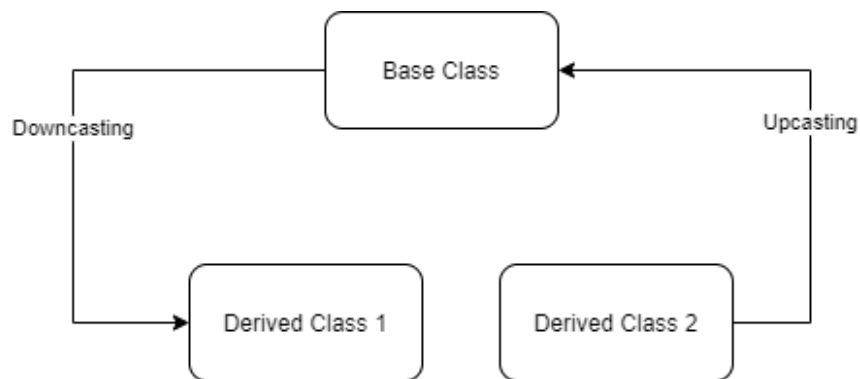 Base Class
Downcasting
Upcasting
Derived Class 1
Derived Class 2